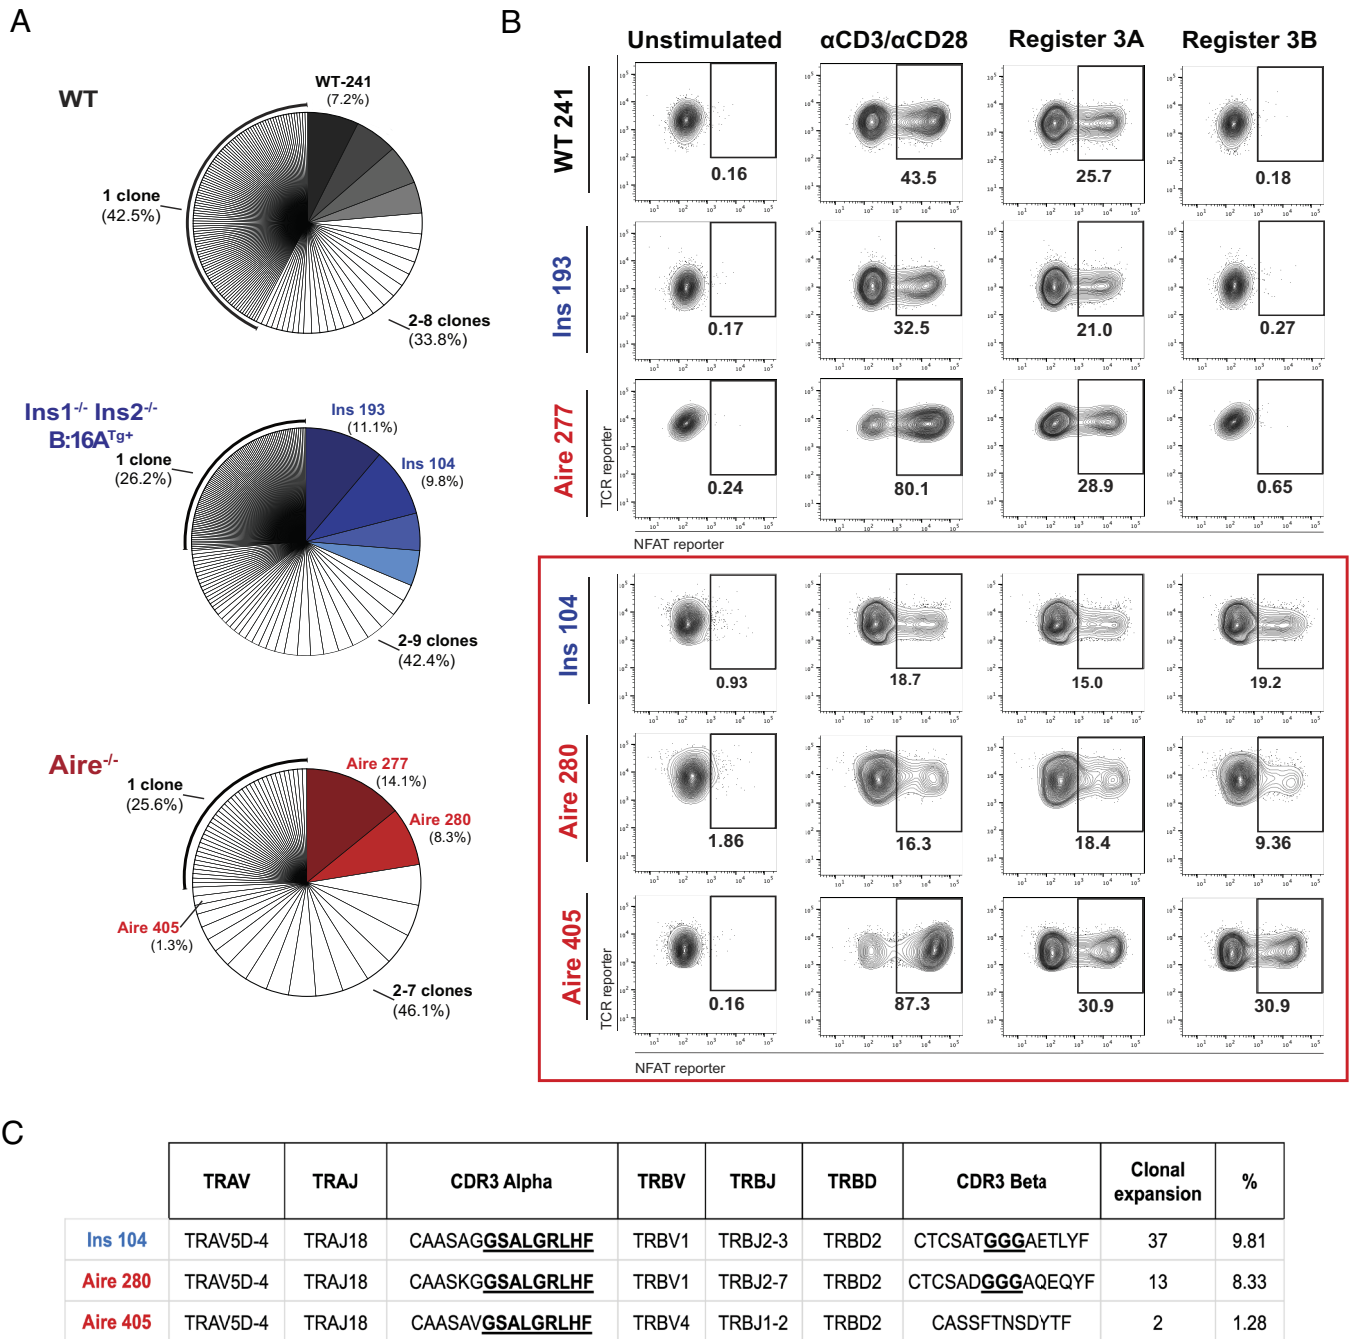 A
WT
WT-241
(7.2%)
1 clone
(42.5%)
2-8 clones
(33.8%)
Ins1-/- Ins2-/-
B:16ATg+
Ins 193
(11.1%)
Ins 104
(9.8%)
1 clone
(26.2%)
2-9 clones
(42.4%)
Aire-/-
Aire 277
(14.1%)
1 clone
(25.6%)
Aire 280
(8.3%)
Aire 405
(1.3%)
2-7 clones
(46.1%)
B
Unstimulated αCD3/αCD28 Register 3A Register 3B
WT 241
0.16 43.5 25.7 0.18
Ins 193
0.17 32.5 21.0 0.27
Aire 277
0.24 80.1 28.9 0.65
TCR reporter
NFAT reporter
Ins 104
0.93 18.7 15.0 19.2
Aire 280
1.86 16.3 18.4 9.36
Aire 405
0.16 87.3 30.9 30.9
TCR reporter
NFAT reporter
C
TRAV TRAJ CDR3 Alpha TRBV TRBJ TRBD CDR3 Beta Clonal expansion %
Ins 104 TRAV5D-4 TRAJ18 CAASAGGSALGRLHF TRBV1 TRBJ2-3 TRBD2 CTCSATGGGAETLYF 37 9.81
Aire 280 TRAV5D-4 TRAJ18 CAASKGGSALGRLHF TRBV1 TRBJ2-7 TRBD2 CTCSADGGGAQEQYF 13 8.33
Aire 405 TRAV5D-4 TRAJ18 CAASAVGSALGRLHF TRBV4 TRBJ1-2 TRBD2 CASSFTNSDYTF 2 1.28